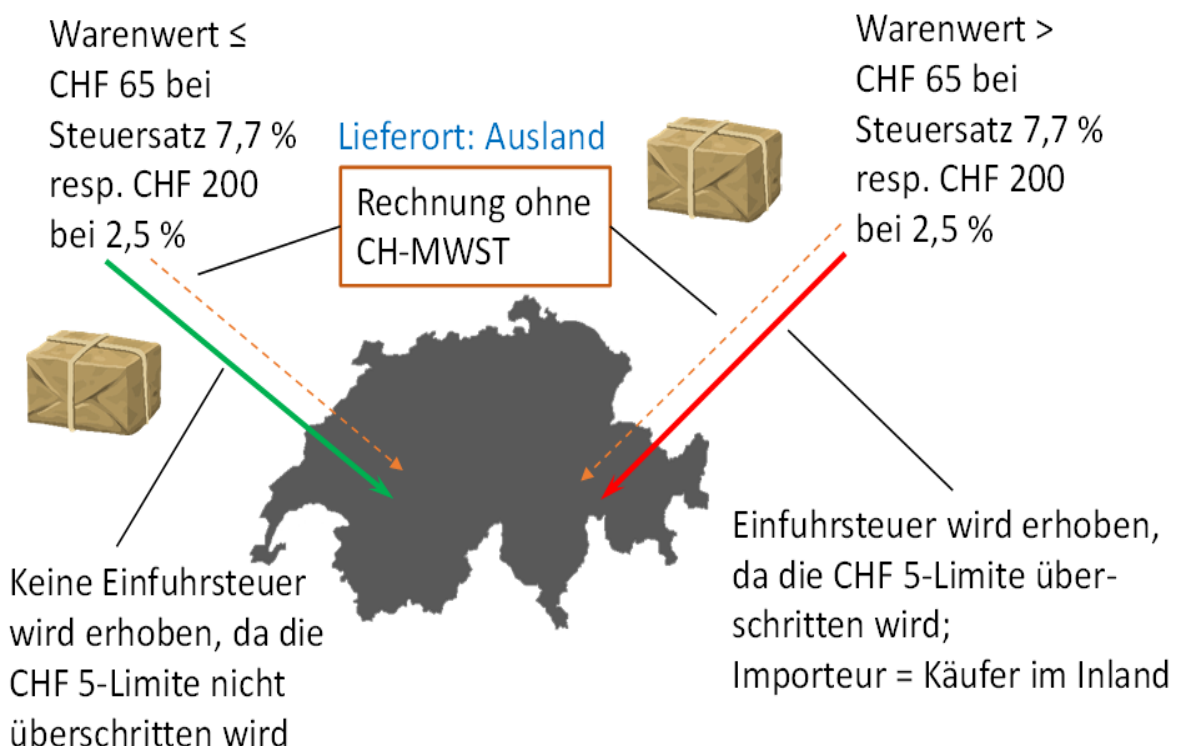 Warenwert ≤
CHF 65 bei
Steuersatz 7,7 %
resp. CHF 200
bei 2,5 %
Lieferort: Ausland
Rechnung ohne
CH-MWST
Warenwert >
CHF 65 bei
Steuersatz 7,7 %
resp. CHF 200
bei 2,5 %
Keine Einfuhrsteuer
wird erhoben, da die
CHF 5-Limite nicht
überschritten wird
Einfuhrsteuer wird erhoben,
da die CHF 5-Limite über-
schritten wird;
Importeur = Käufer im Inland